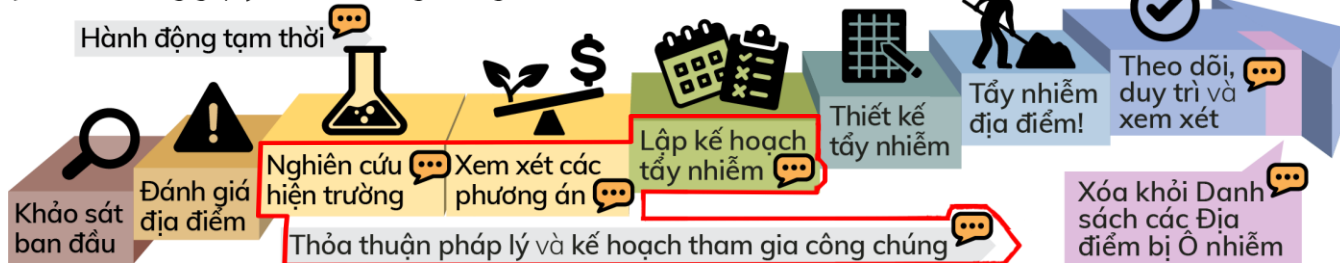 Hành động tạm thời
Khảo sát
ban đầu
Đánh giá
địa điểm
Nghiên cứu
hiện trường
Xem xét các
phương án
Lập kế hoạch
tẩy nhiễm
Thiết kế
tẩy nhiễm
Tẩy nhiễm
địa điểm!
Theo dõi,
duy trì và
xem xét
Xóa khỏi Danh
sách các Địa
điểm bị Ô nhiễm
Thỏa thuận pháp lý và kế hoạch tham gia công chúng